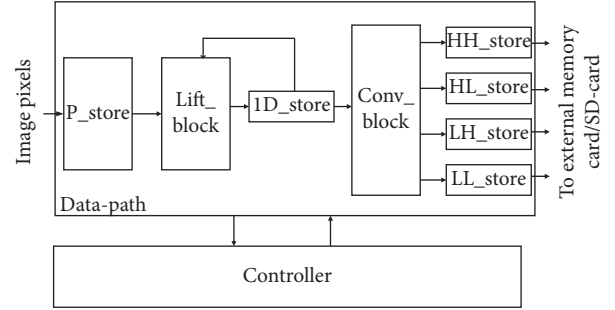 Image pixels
P_store
Lift_
block
1D_store
Conv_
block
HH_store
HL_store
LH_store
LL_store
To external memory
card/SD-card
Data-path
Controller